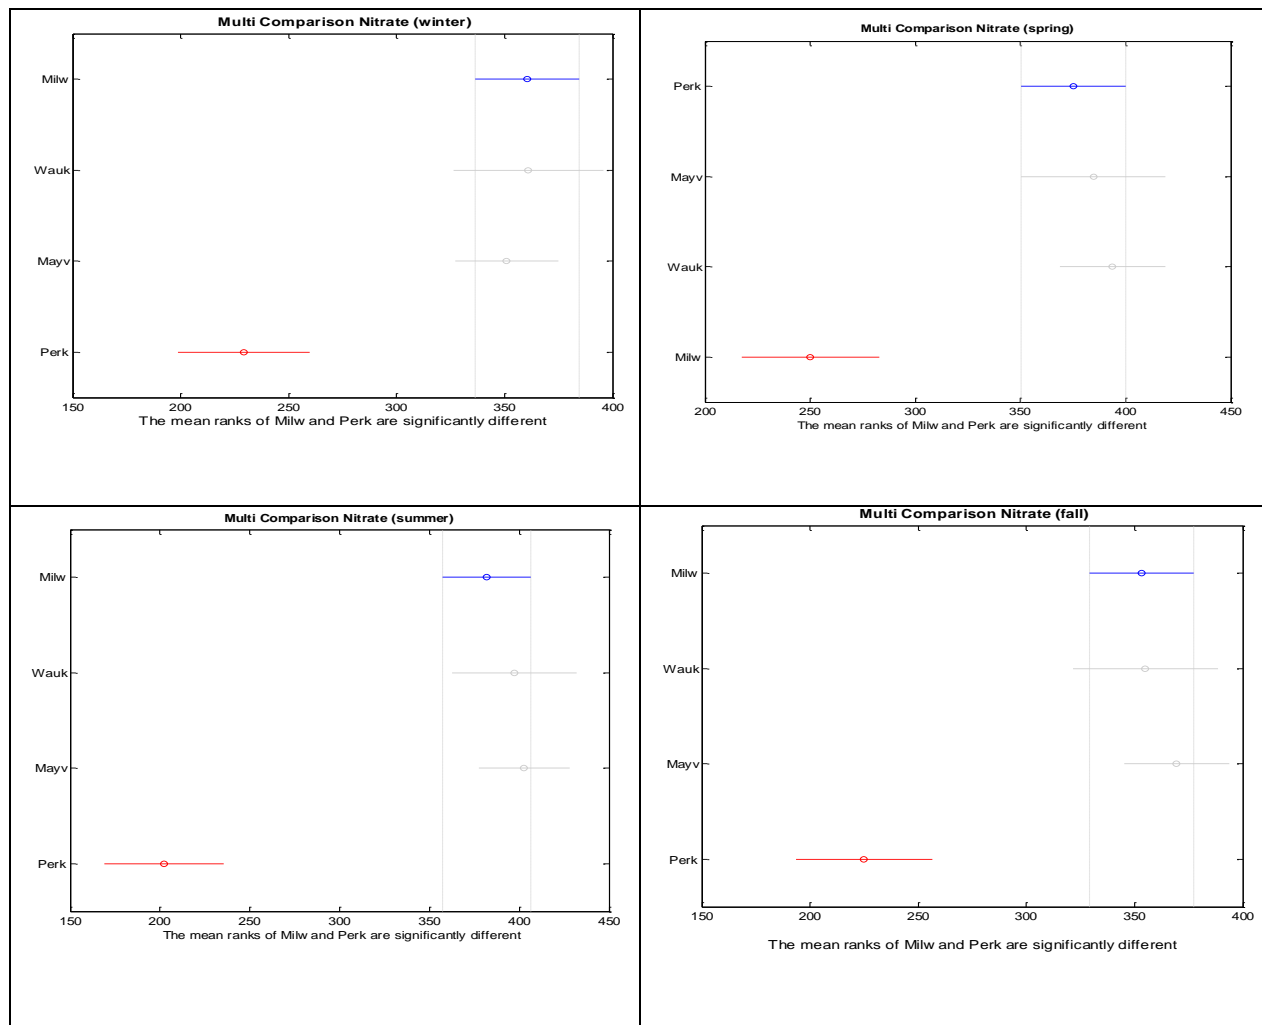 Multi Comparison Nitrate (winter)
Milw
Wauk
Mayv
Perk
150 200 250 300 350 400
The mean ranks of Milw and Perk are significantly different
Multi Comparison Nitrate (spring)
Perk
Mayv
Wauk
Milw
200 250 300 350 400 450
The mean ranks of Milw and Perk are significantly different
Multi Comparison Nitrate (summer)
Milw
Wauk
Mayv
Perk
150 200 250 300 350 400 450
The mean ranks of Milw and Perk are significantly different
Multi Comparison Nitrate (fall)
Milw
Wauk
Mayv
Perk
150 200 250 300 350 400
The mean ranks of Milw and Perk are significantly different